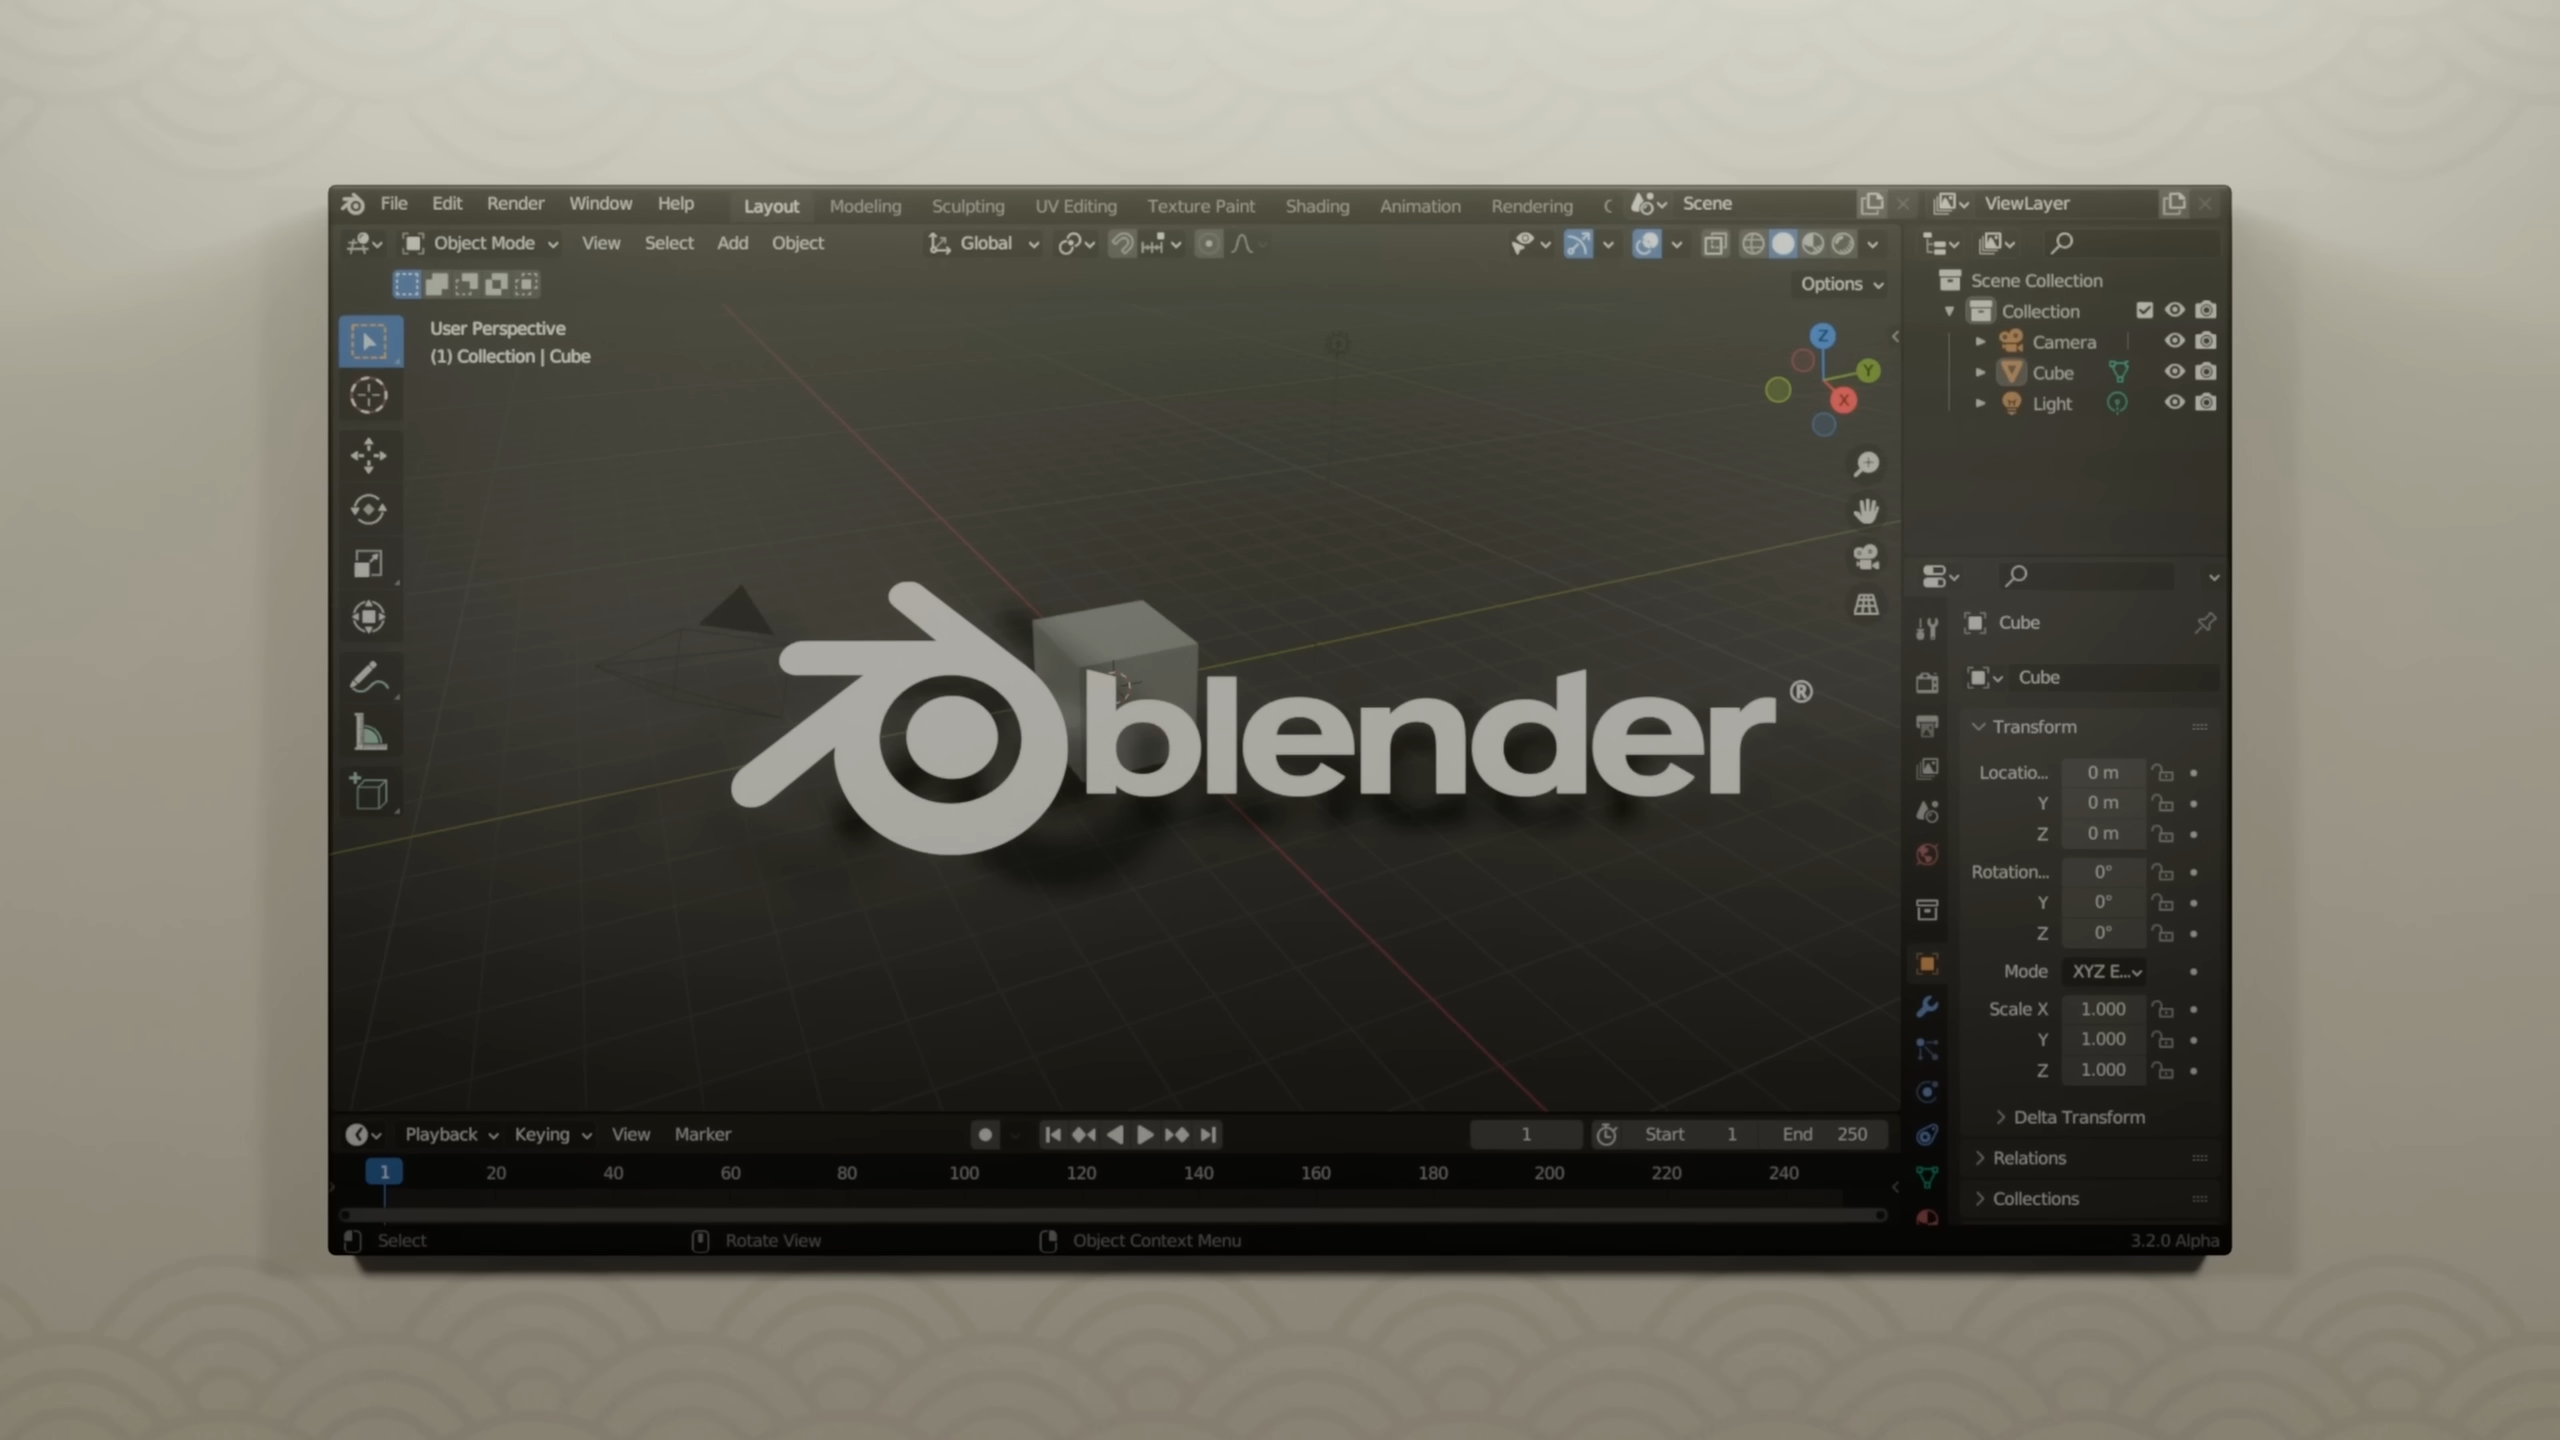 File Edit Render Window Help Layout Modeling Sculpting UV Editing Texture Paint Shading Animation Rendering Scene ViewLayer
Object Mode View Select Add Object Global
Options
User Perspective
(1) Collection | Cube
Z
Y
X
Scene Collection
Collection
Camera
Cube
Light
Cube
Cube
Transform
Locatio... 0 m
Y 0 m
Z 0 m
Rotation... 0°
Y 0°
Z 0°
Mode XYZ E...
Scale X 1.000
Y 1.000
Z 1.000
Delta Transform
Relations
Collections
blender®
Playback Keying View Marker 1 Start 1 End 250
1 20 40 60 80 100 120 140 160 180 200 220 240
Select Rotate View Object Context Menu 3.2.0 Alpha